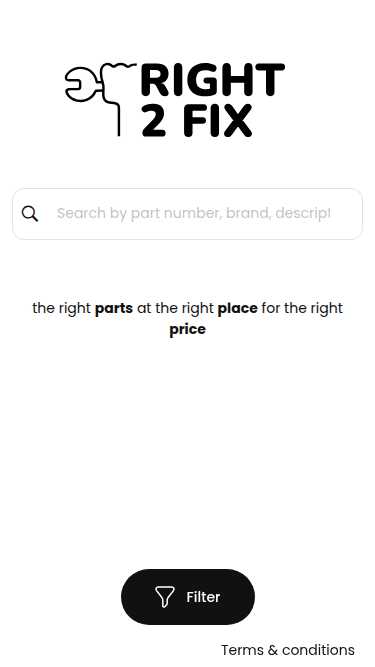 RIGHT
2 FIX
Search by part number, brand, descrip
the right parts at the right place for the right
price
Filter
Terms & conditions